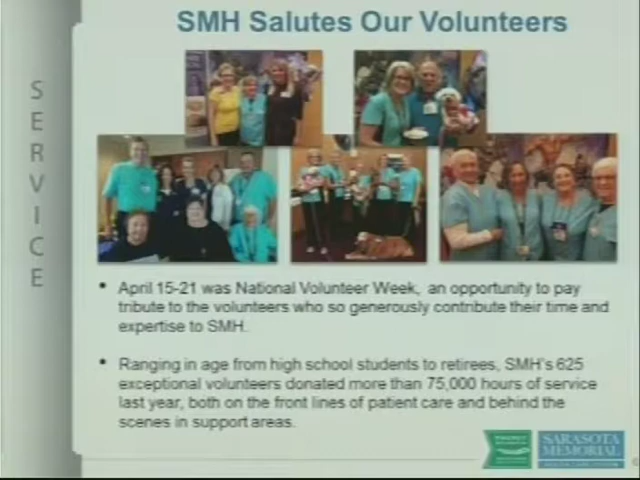 SMH Salutes Our Volunteers
SERVICE
• April 15-21 was National Volunteer Week, an opportunity to pay
tribute to the volunteers who so generously contribute their time and
expertise to SMH.
• Ranging in age from high school students to retirees, SMH's 625
exceptional volunteers donated more than 75,000 hours of service
last year, both on the front lines of patient care and behind the
scenes in support areas.
SARASOTA
MEMORIAL